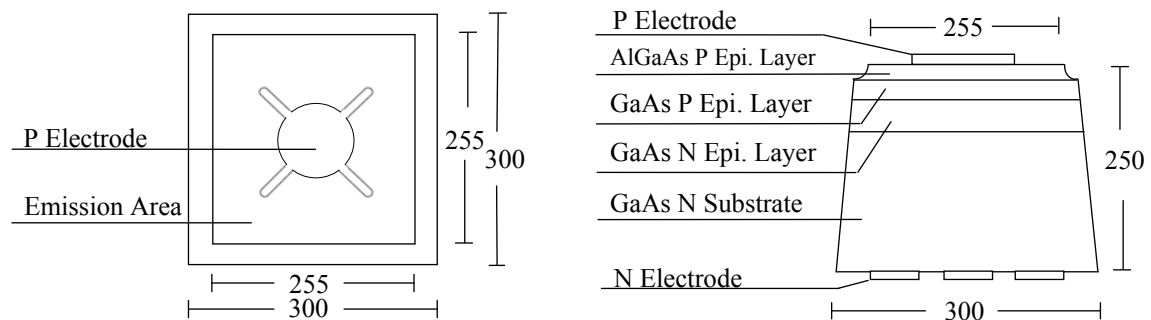 P Electrode
Emission Area
255
300
255
300
P Electrode
AlGaAs P Epi. Layer
GaAs P Epi. Layer
GaAs N Epi. Layer
GaAs N Substrate
N Electrode
255
250
300